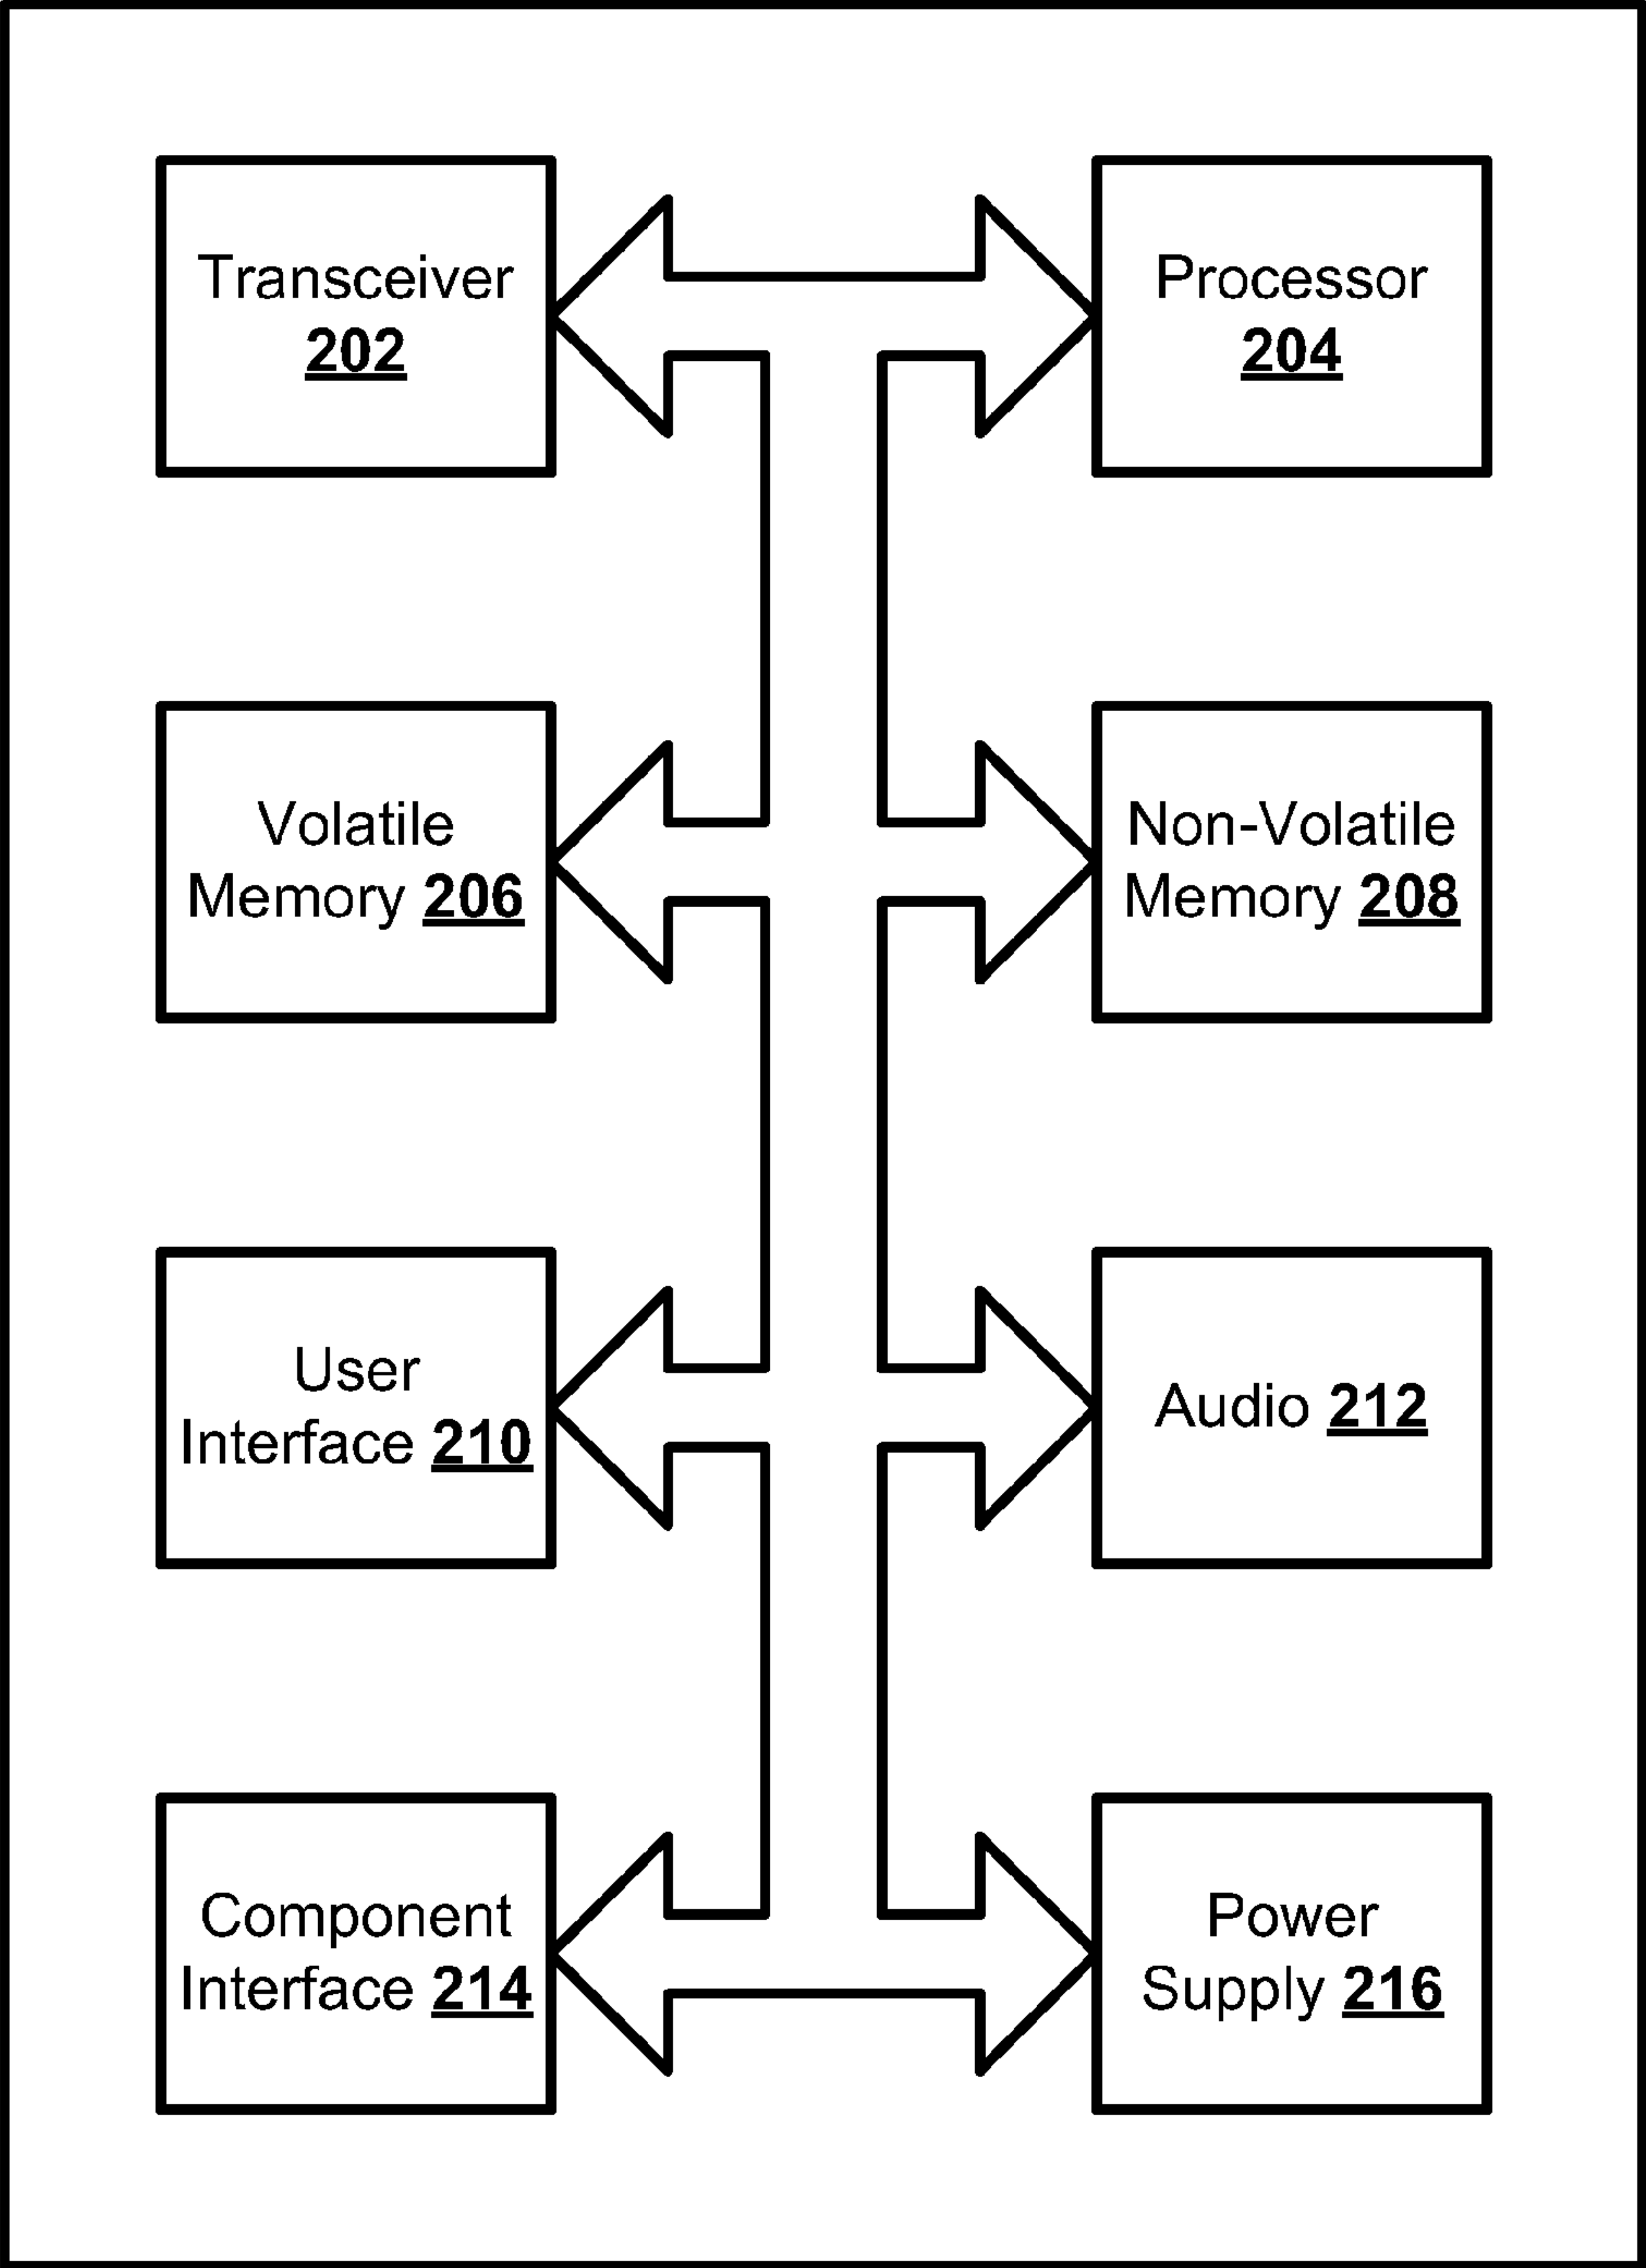 Transceiver
202
Processor
204
Volatile
Memory 206
Non-Volatile
Memory 208
User
Interface 210
Audio 212
Component
Interface 214
Power
Supply 216